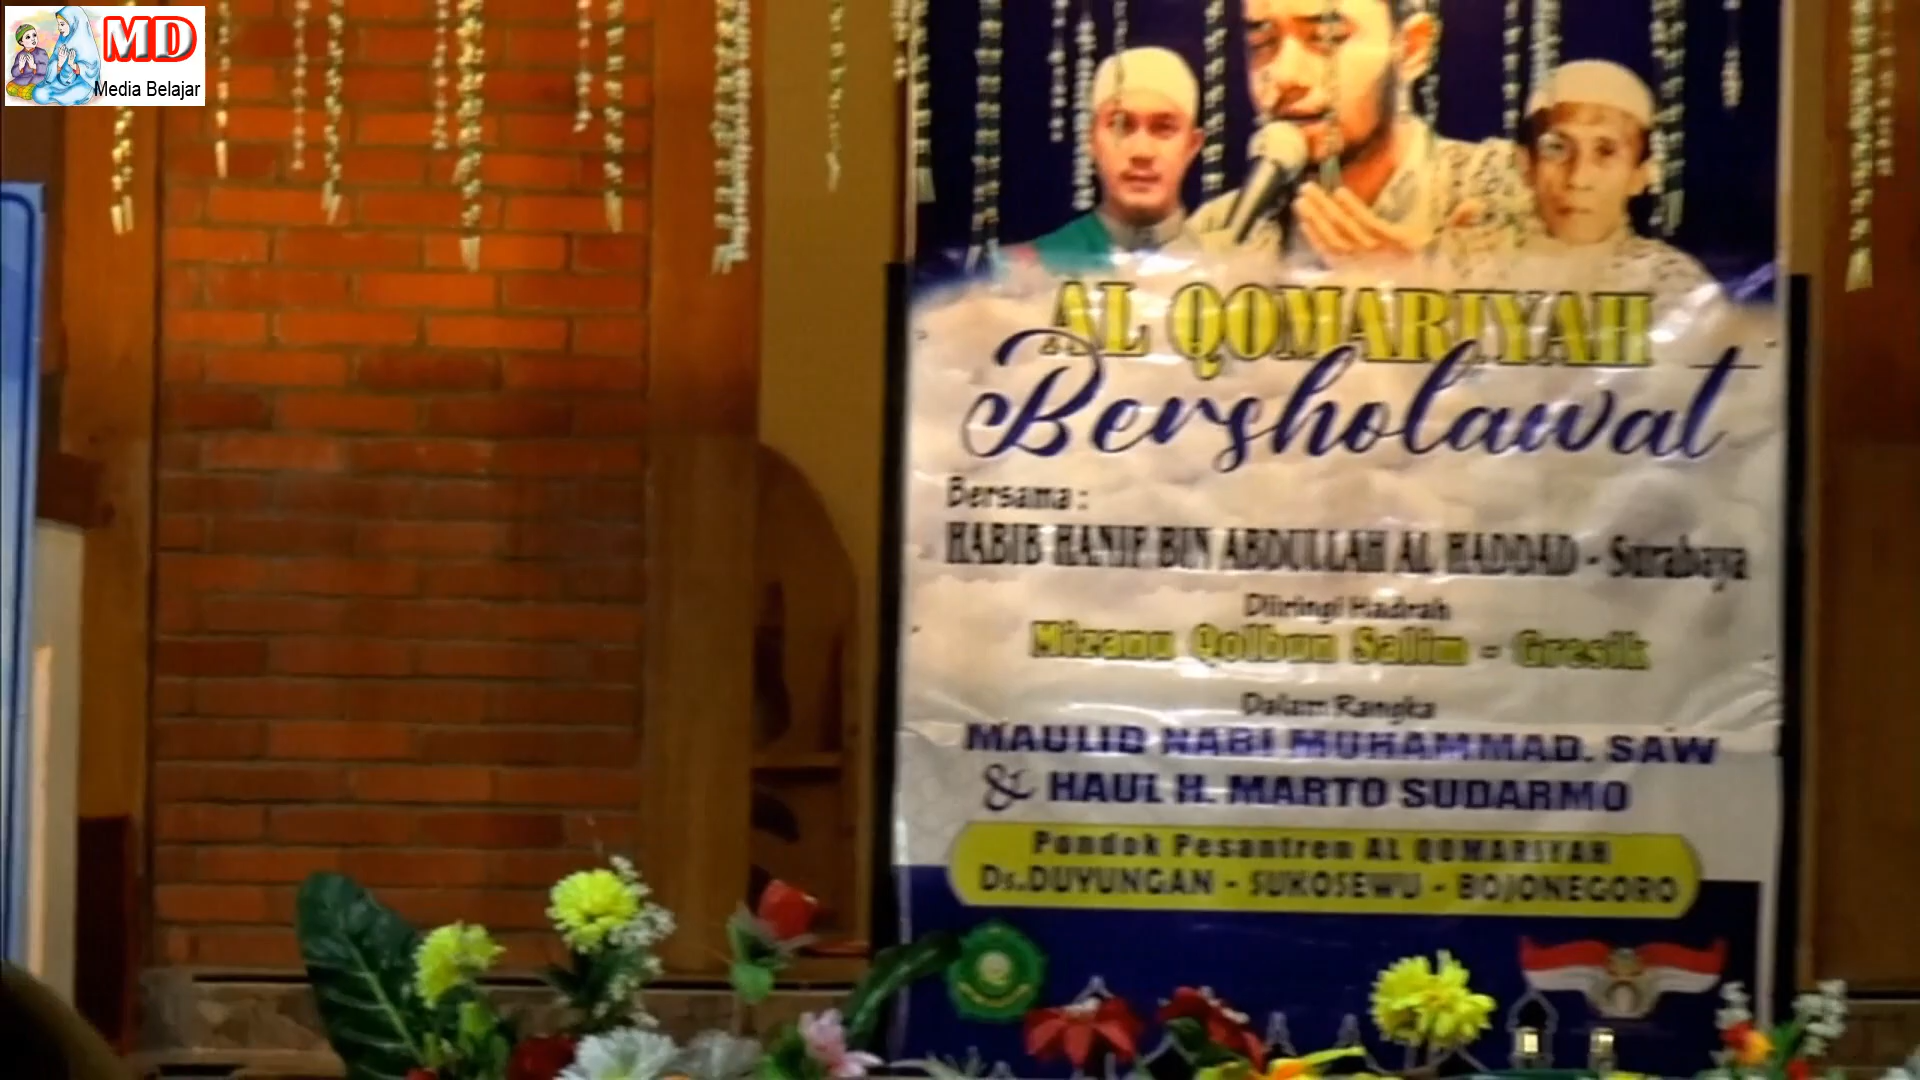 MD
Media Belajar
AL QOMARIYAH
Bersholawat
Bersama :
HABIB HANIF BIN ABDULLAH AL HADDAD - Surabaya
Diiringi Hadrah
Mizanu Qolbun Salim - Gresik
Dalam Rangka
MAULID NABI MUHAMMAD. SAW
& HAUL H. MARTO SUDARMO
Pondok Pesantren AL QOMARIYAH
Ds.DUYUNGAN - SUKOSEWU - BOJONEGORO